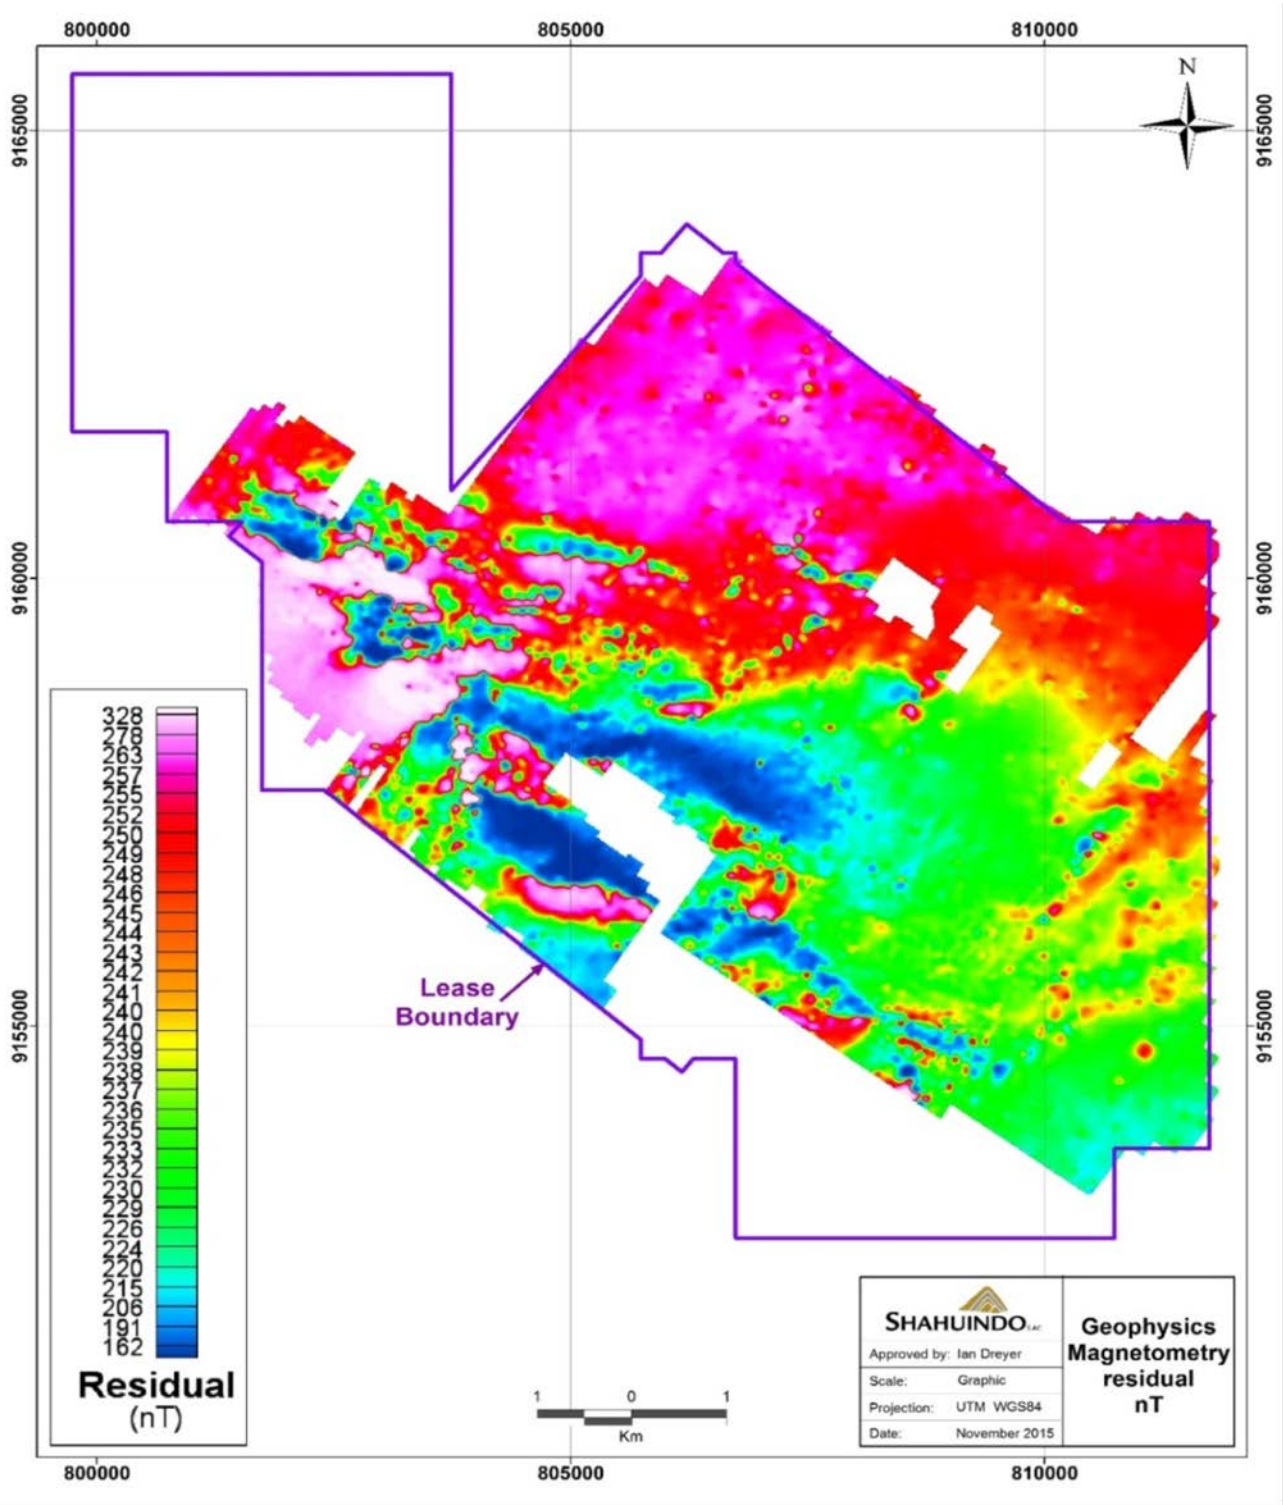 800000
805000
810000
N
9165000
9165000
9160000
9160000
9155000
9155000
Lease
Boundary
328
278
263
257
255
252
250
249
248
246
245
244
243
242
241
240
240
239
238
237
236
235
233
232
230
229
226
224
220
215
206
191
162
Residual
(nT)
1 0 1
Km
SHAHUINDO S.A.C
Approved by: Ian Dreyer
Scale: Graphic
Projection: UTM WGS84
Date: November 2015
Geophysics
Magnetometry
residual
nT
800000
805000
810000